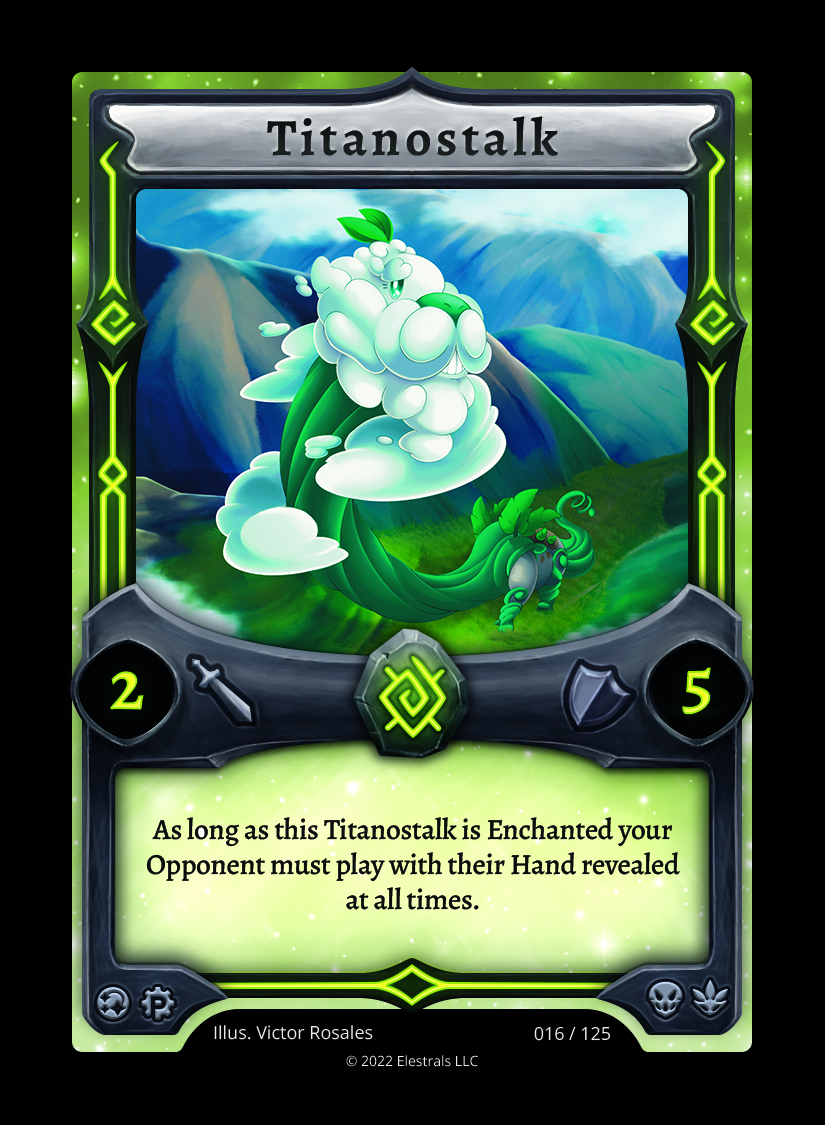 Titanostalk
2
5
As long as this Titanostalk is Enchanted your
Opponent must play with their Hand revealed
at all times.
P
Illus. Victor Rosales
016 / 125
© 2022 Elestrals LLC